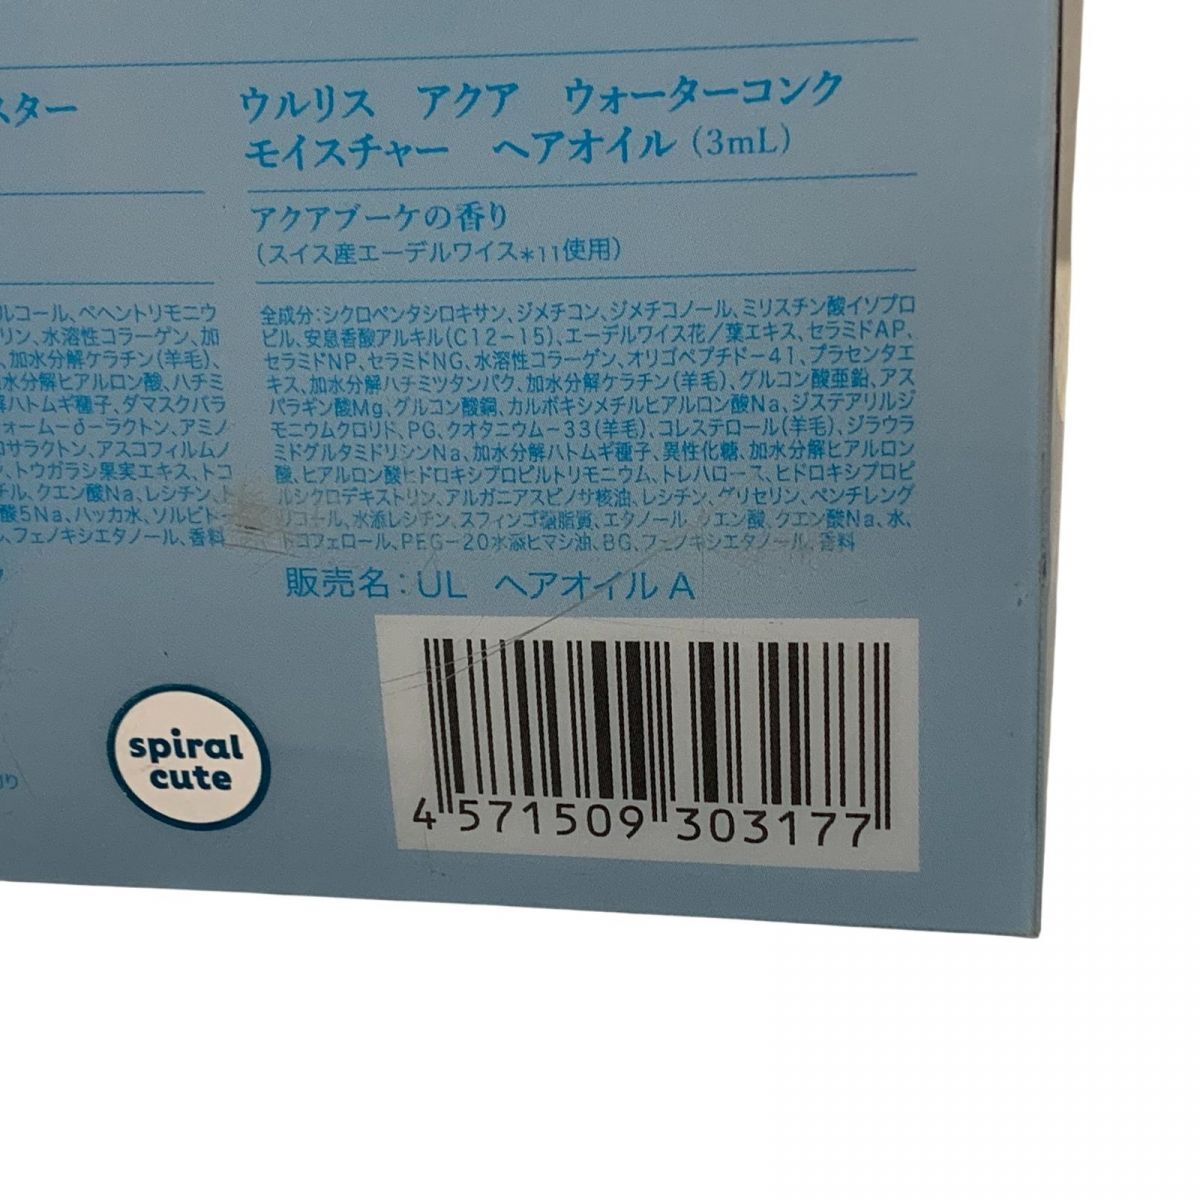 スター
ウルリス アクア ウォーターコンク
モイスチャー ヘアオイル(3mL)
アクアブーケの香り
(スイス産エーデルワイス*11使用)
ルコール、ベヘントリモニウ
リン、水溶性コラーゲン、加
、加水分解ケラチン(羊毛)、
水分解ヒアルロン酸、ハチミ
解ハトムギ種子、ダマスクバラ
ォームーδ-ラクトン、アミノ
ロサラクトン、アスコフィルムノ
ン、トウガラシ果実エキス、トコ
チル、クエン酸Na、レシチン、
酸5Na、ハッカ水、ソルビト
ル、フェノキシエタノール、香料
全成分:シクロペンタシロキサン、ジメチコン、ジメチコノール、ミリスチン酸イソプロ
ピル、安息香酸アルキル(C12-15)、エーデルワイス花/葉エキス、セラミドAP、
セラミドNP、セラミドNG、水溶性コラーゲン、オリゴペプチド-41、プラセンタエ
キス、加水分解ハチミツタンパク、加水分解ケラチン(羊毛)、グルコン酸亜鉛、アス
パラギン酸Mg、グルコン酸銅、カルボキシメチルヒアルロン酸Na、ジステアリルジ
モニウムクロリド、PG、クオタニウム-33(羊毛)、コレステロール(羊毛)、ジラウラ
ミドグルタミドリシンNa、加水分解ハトムギ種子、異性化糖、加水分解ヒアルロン
酸、ヒアルロン酸ヒドロキシプロピルトリモニウム、トレハロース、ヒドロキシプロピ
ルシクロデキストリン、アルガニアスピノサ核油、レシチン、グリセリン、ペンチレング
リコール、水添レシチン、スフィンゴ糖脂質、エタノール、クエン酸、クエン酸Na、水、
トコフェロール、PEG-20水添ヒマシ油、BG、フェノキシエタノール、香料
販売名:UL ヘアオイルA
spiral
cute
4 571509 303177